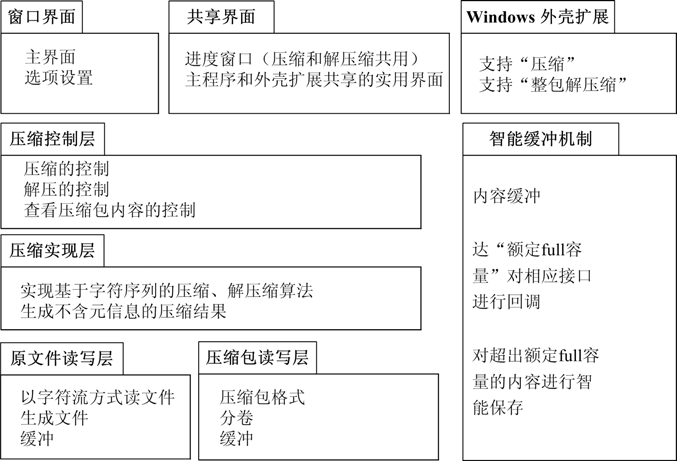 窗口界面
主界面
选项设置
共享界面
进度窗口（压缩和解压缩共用）
主程序和外壳扩展共享的实用界面
Windows 外壳扩展
支持“压缩”
支持“整包解压缩”
压缩控制层
压缩的控制
解压的控制
查看压缩包内容的控制
压缩实现层
实现基于字符序列的压缩、解压缩算法
生成不含元信息的压缩结果
原文件读写层
以字符流方式读文件
生成文件
缓冲
压缩包读写层
压缩包格式
分卷
缓冲
智能缓冲机制
内容缓冲
达“额定full容
量”对相应接口
进行回调
对超出额定full容
量的内容进行智
能保存